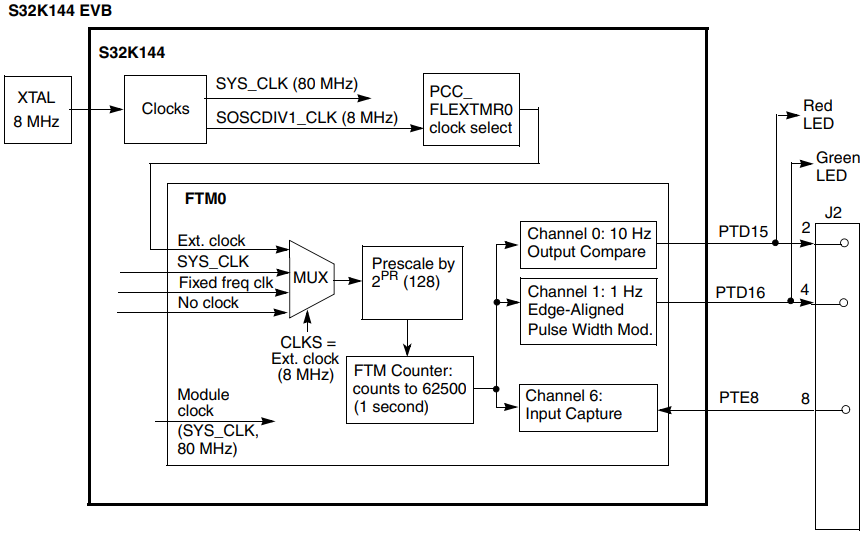 S32K144 EVB
S32K144
XTAL
8 MHz
Clocks
SYS_CLK (80 MHz)
SOSCDIV1_CLK (8 MHz)
PCC_
FLEXTMR0
clock select
Red
LED
Green
LED
FTM0
J2
Ext. clock
SYS_CLK
Fixed freq clk
No clock
MUX
Prescale by
2^PR (128)
Channel 0: 10 Hz
Output Compare
PTD15
2
Channel 1: 1 Hz
Edge-Aligned
Pulse Width Mod.
PTD16
4
CLKS =
Ext. clock
(8 MHz)
FTM Counter:
counts to 62500
(1 second)
Channel 6:
Input Capture
PTE8
8
Module
clock
(SYS_CLK,
80 MHz)